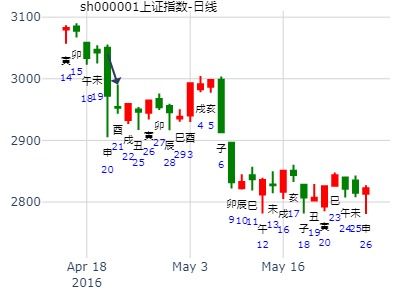 sh000001上证指数-日线
3100
3000
2900
2800
寅 卯 午 未 申 酉 戌 丑 寅 卯 辰 巳 酉 戌 亥 子 卯 辰 巳 午 未 戌 亥 子 丑 寅 巳 午 未 申
14 15 18 19 20 21 22 25 26 27 28 29 3 4 5 6 9 10 11 12 13 16 17 18 19 20 23 24 25 26
Apr 18 May 3 May 16
2016